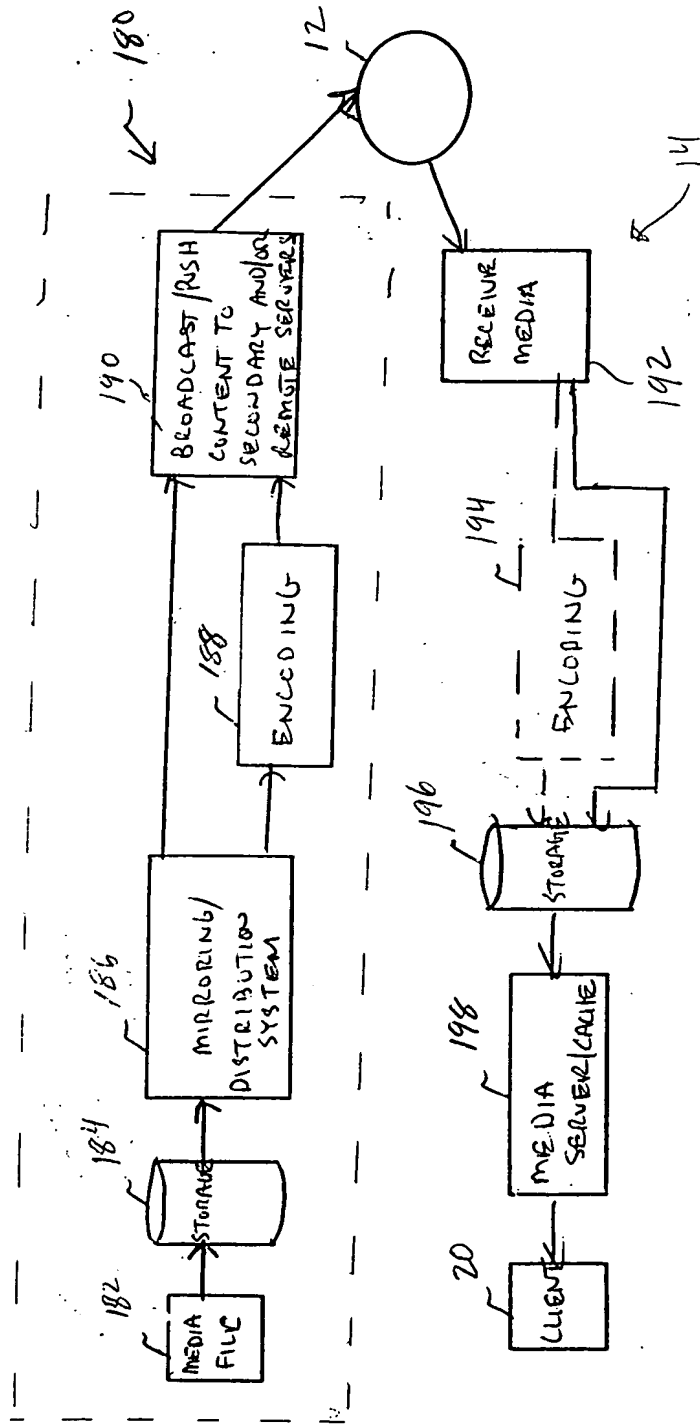 180
182
MEDIA
FILE
184
STORAGE
186
MIRRORING/
DISTRIBUTION
SYSTEM
188
ENCODING
190
BROADCAST/PUSH
CONTENT TO
SECONDARY AND/OR
REMOTE SERVERS
12
14
RECEIVE
MEDIA
192
194
ENCODING
196
STORAGE
198
MEDIA
SERVER/CACHE
20
CLIENT